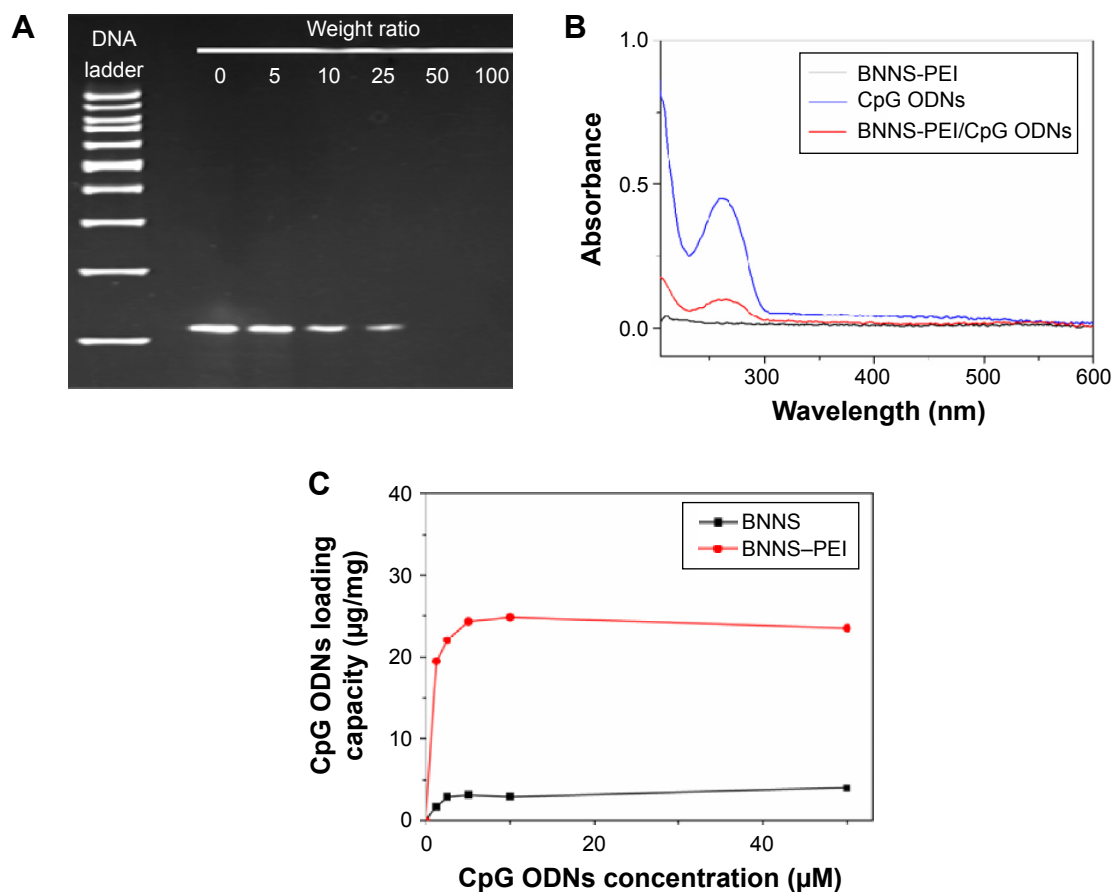 A
DNA
ladder
Weight ratio
0 5 10 25 50 100
B
1.0
0.5
0.0
Absorbance
BNNS-PEI
CpG ODNs
BNNS-PEI/CpG ODNs
300 400 500 600
Wavelength (nm)
C
40
30
20
10
0
CpG ODNs loading
capacity (µg/mg)
BNNS
BNNS–PEI
0 20 40
CpG ODNs concentration (µM)